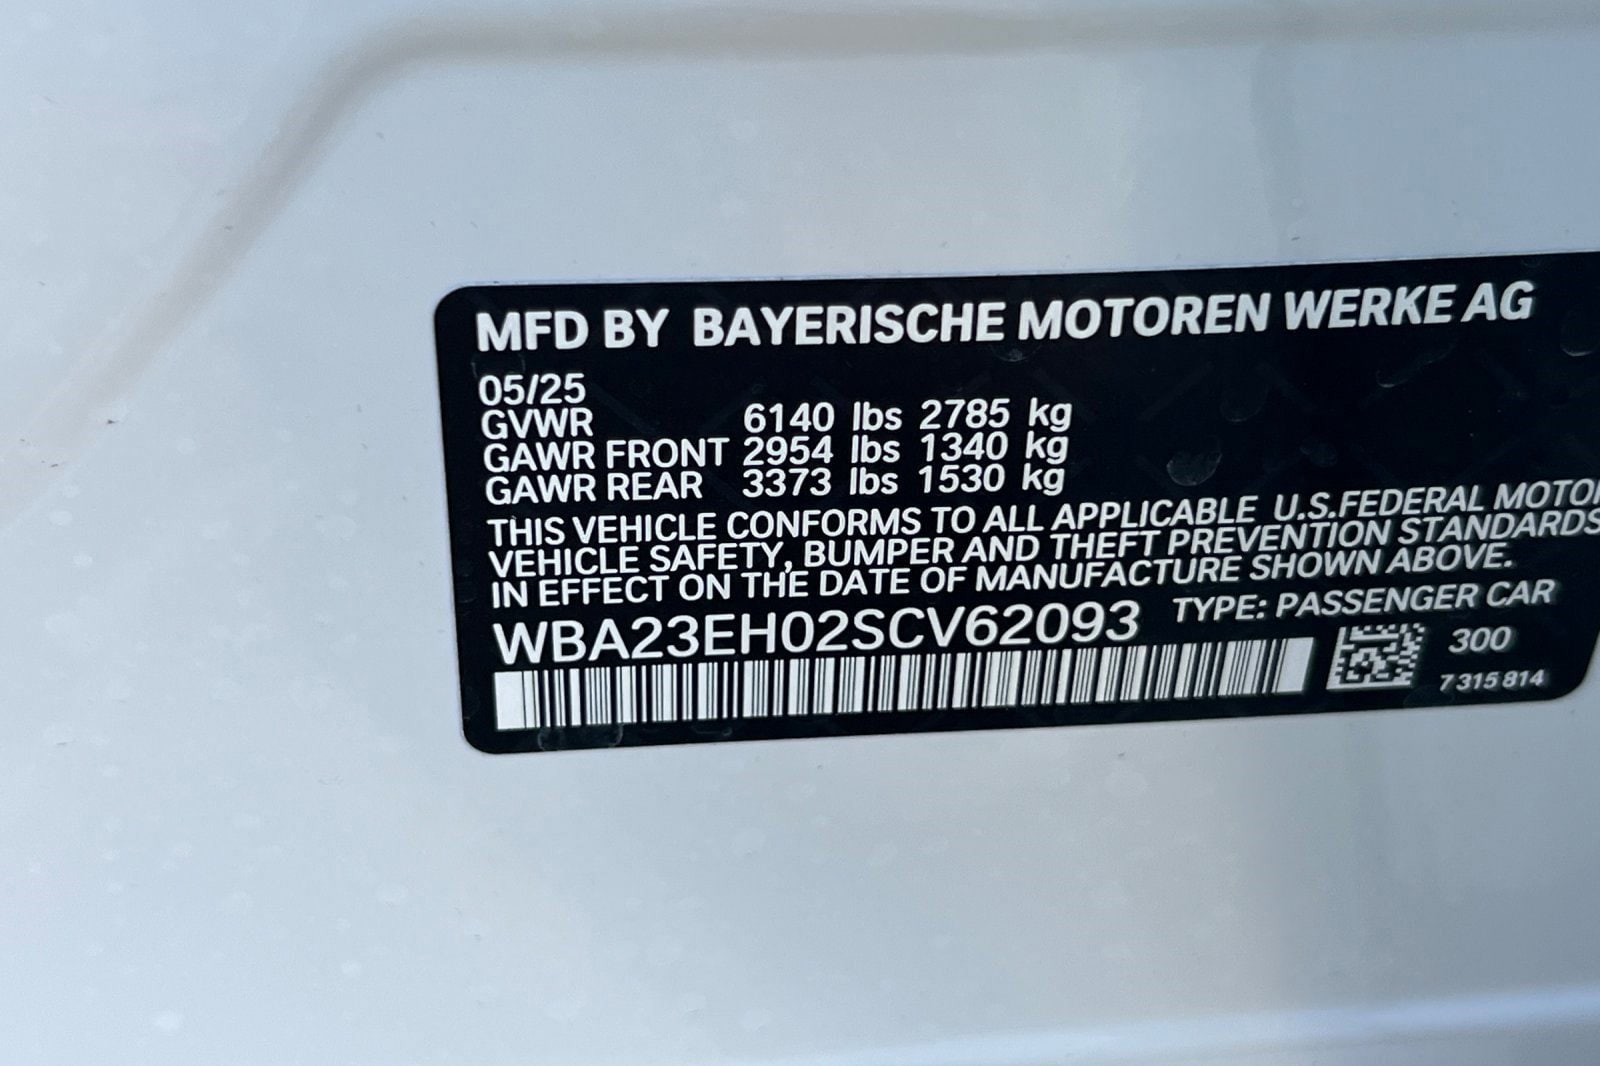 MFD BY BAYERISCHE MOTOREN WERKE AG
05/25
GVWR 6140 lbs 2785 kg
GAWR FRONT 2954 lbs 1340 kg
GAWR REAR 3373 lbs 1530 kg
THIS VEHICLE CONFORMS TO ALL APPLICABLE U.S.FEDERAL MOTO
VEHICLE SAFETY, BUMPER AND THEFT PREVENTION STANDARDS
IN EFFECT ON THE DATE OF MANUFACTURE SHOWN ABOVE.
WBA23EH02SCV62093 TYPE: PASSENGER CAR
300
7 315 814